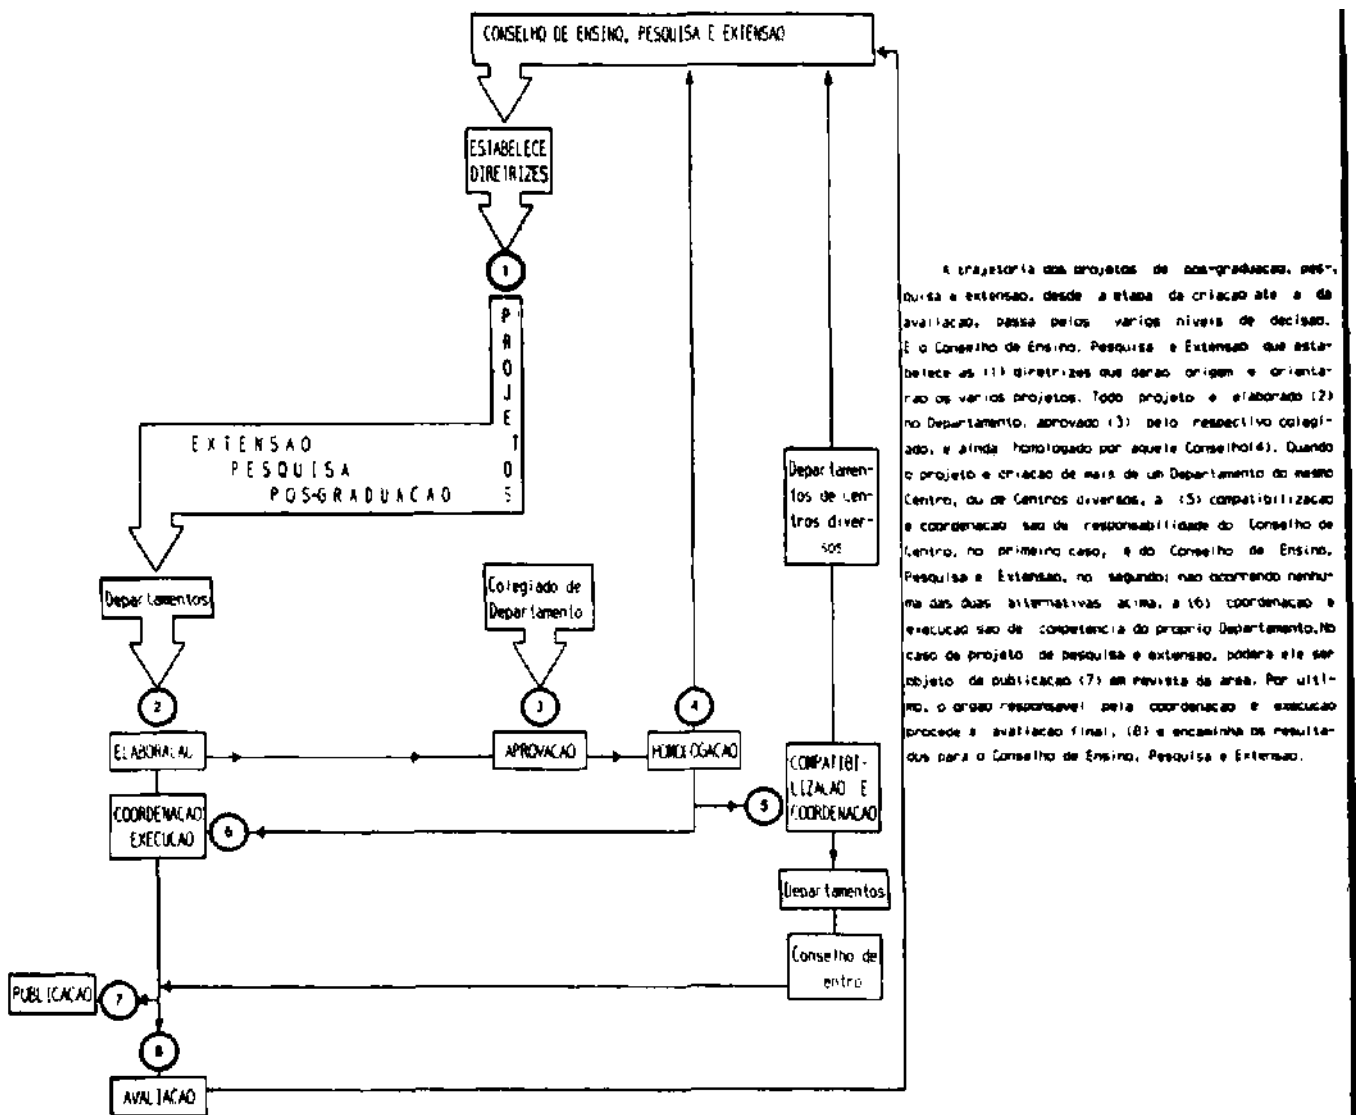 CONSELHO DE ENSINO, PESQUISA E EXTENSAO
ESTABELECE
DIRETRIZES
1
PROJETOS
EXTENSAO
PESQUISA
POS-GRADUACAO
Departamentos
Colegiado de
Departamento
Departamen-
tos de Cen-
tros diver-
sos
2
3
4
ELABORACAO
APROVACAO
HOMOLOGACAO
COMPATIBI-
LIZACAO E
COORDENACAO
5
COORDENACAO
EXECUCAO
6
Departamentos
Conselho de
entro
PUBLICACAO
7
8
AVALIACAO
A trajetoria dos projetos de pos-graduacao, pes-
quisa e extensao, desde a etapa da criacao ate a da
avaliacao, passa pelos varios niveis de decisao.
E o Conselho de Ensino, Pesquisa e Extensao que esta-
belece as (1) diretrizes que darao origem e orienta-
rao os varios projetos. Todo projeto e elaborado (2)
no Departamento, aprovado (3) pelo respectivo colegi-
ado, e ainda homologado por aquele Conselho(4). Quando
o projeto e criacao de mais de um Departamento do mesmo
Centro, ou de Centros diversos, a (5) compatibilizacao
e coordenacao sao de responsabilidade do Conselho de
Centro, no primeiro caso, e do Conselho de Ensino,
Pesquisa e Extensao, no segundo; nao ocorrendo nenhu-
ma das duas alternativas acima, a (6) coordenacao e
execucao sao de competencia do proprio Departamento.No
caso de projeto de pesquisa e extensao, podera ele ser
objeto de publicacao (7) em revista da area. Por ulti-
mo, o orgao responsavel pela coordenacao e execucao
procede a avaliacao final, (8) e encaminha os resulta-
dos para o Conselho de Ensino, Pesquisa e Extensao.